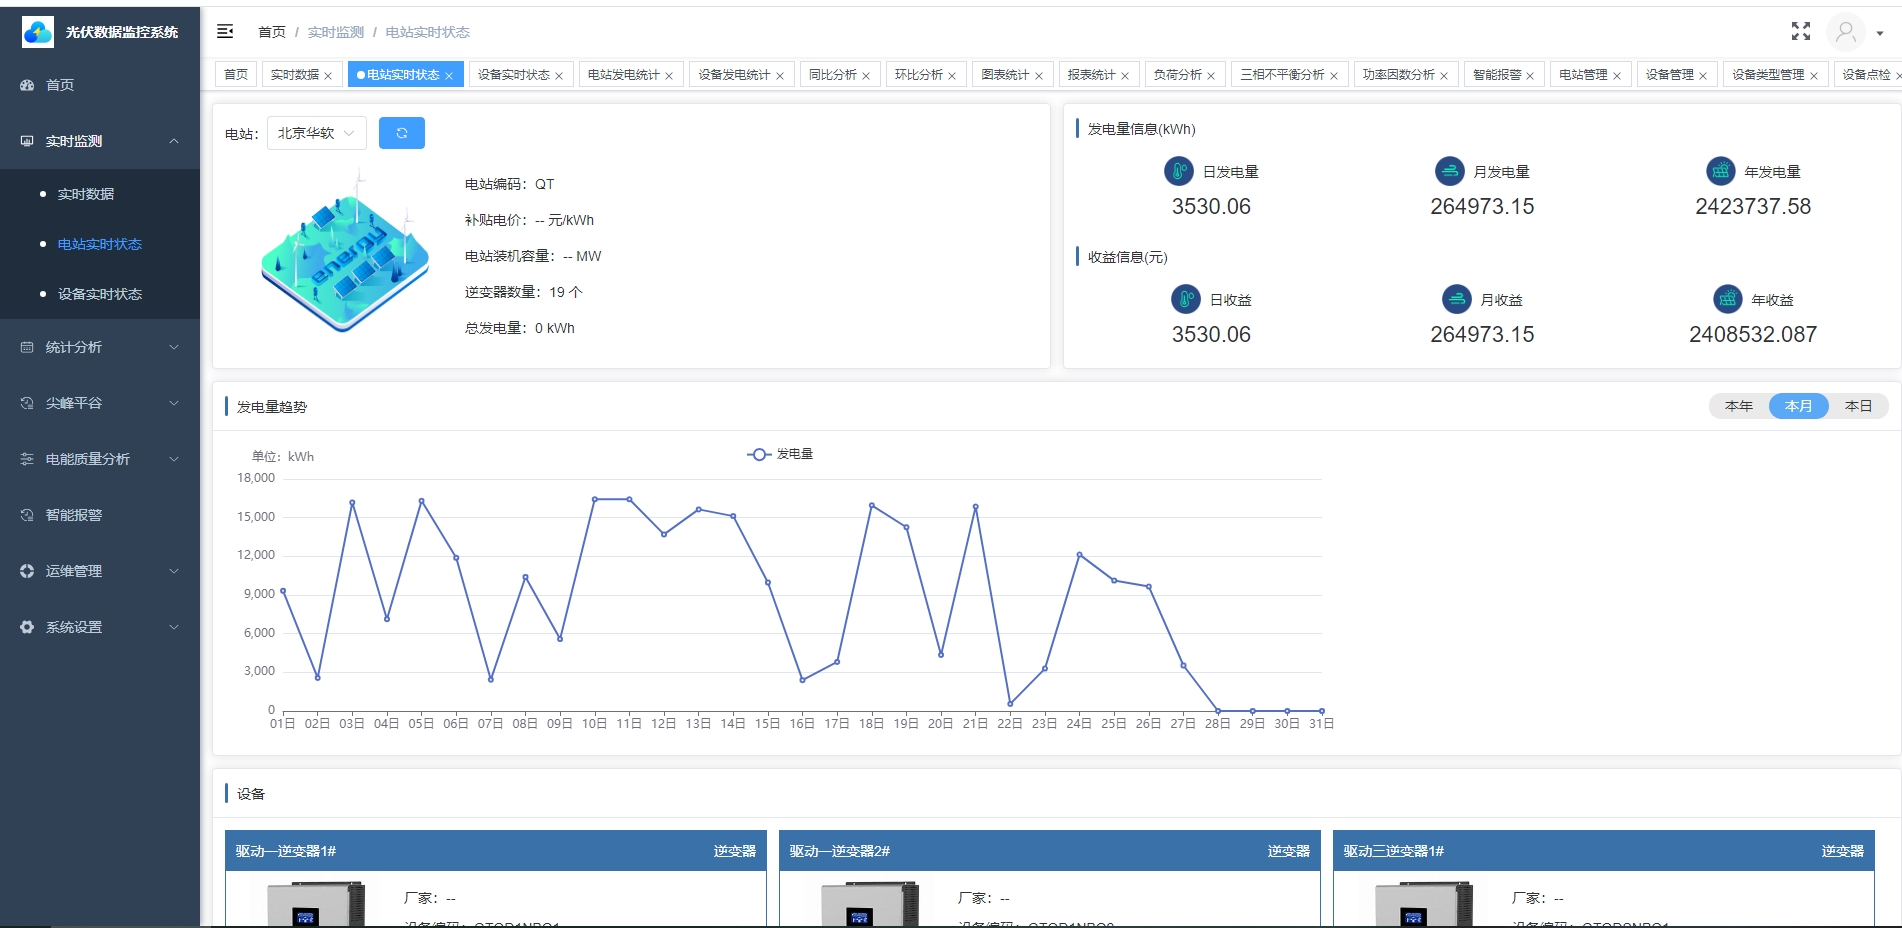 光伏数据监控系统
首页
实时监测
实时数据
电站实时状态
设备实时状态
统计分析
尖峰平谷
电能质量分析
智能报警
运维管理
系统设置
首页 / 实时监测 / 电站实时状态
首页 实时数据 电站实时状态 设备实时状态 电站发电统计 设备发电统计 同比分析 环比分析 图表统计 报表统计 负荷分析 三相不平衡分析 功率因数分析 智能报警 电站管理 设备管理 设备类型管理 设备点检
电站: 北京华软
energy
电站编码：QT
补贴电价：-- 元/kWh
电站装机容量：-- MW
逆变器数量：19 个
总发电量：0 kWh
发电量信息(kWh)
日发电量 月发电量 年发电量
3530.06 264973.15 2423737.58
收益信息(元)
日收益 月收益 年收益
3530.06 264973.15 2408532.087
发电量趋势
本年 本月 本日
单位：kWh
发电量
18,000
15,000
12,000
9,000
6,000
3,000
0
01日 02日 03日 04日 05日 06日 07日 08日 09日 10日 11日 12日 13日 14日 15日 16日 17日 18日 19日 20日 21日 22日 23日 24日 25日 26日 27日 28日 29日 30日 31日
设备
驱动一逆变器1# 逆变器
厂家：--
驱动一逆变器2# 逆变器
厂家：--
驱动三逆变器1# 逆变器
厂家：--